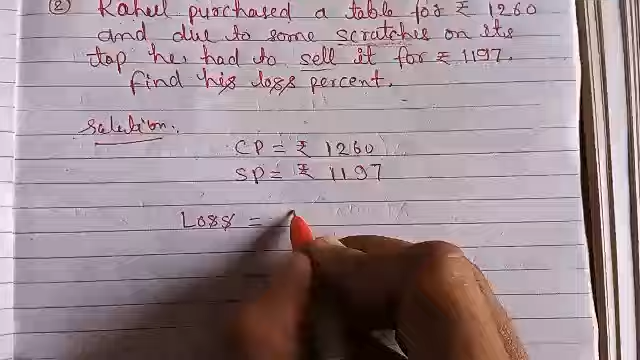 ② Rahul purchased a table for ₹ 1260
and due to some scratches on its
top he had to sell it for ₹ 1197.
Find his loss percent.
Solution:
CP = ₹ 1260
SP = ₹ 1197
Loss =